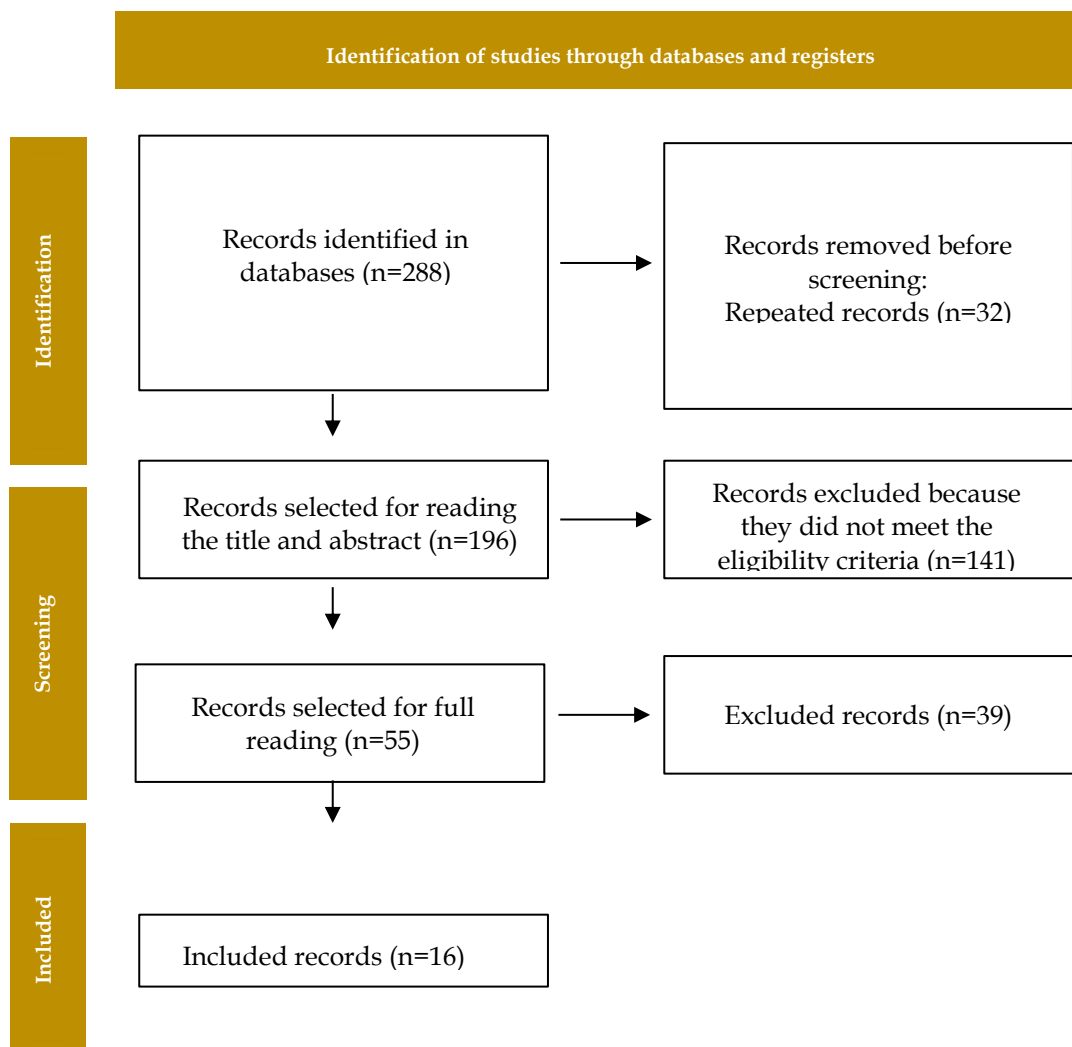 Identification of studies through databases and registers
Identification
Records identified in
databases (n=288)
Records removed before
screening:
Repeated records (n=32)
Screening
Records selected for reading
the title and abstract (n=196)
Records excluded because
they did not meet the
eligibility criteria (n=141)
Records selected for full
reading (n=55)
Excluded records (n=39)
Included
Included records (n=16)